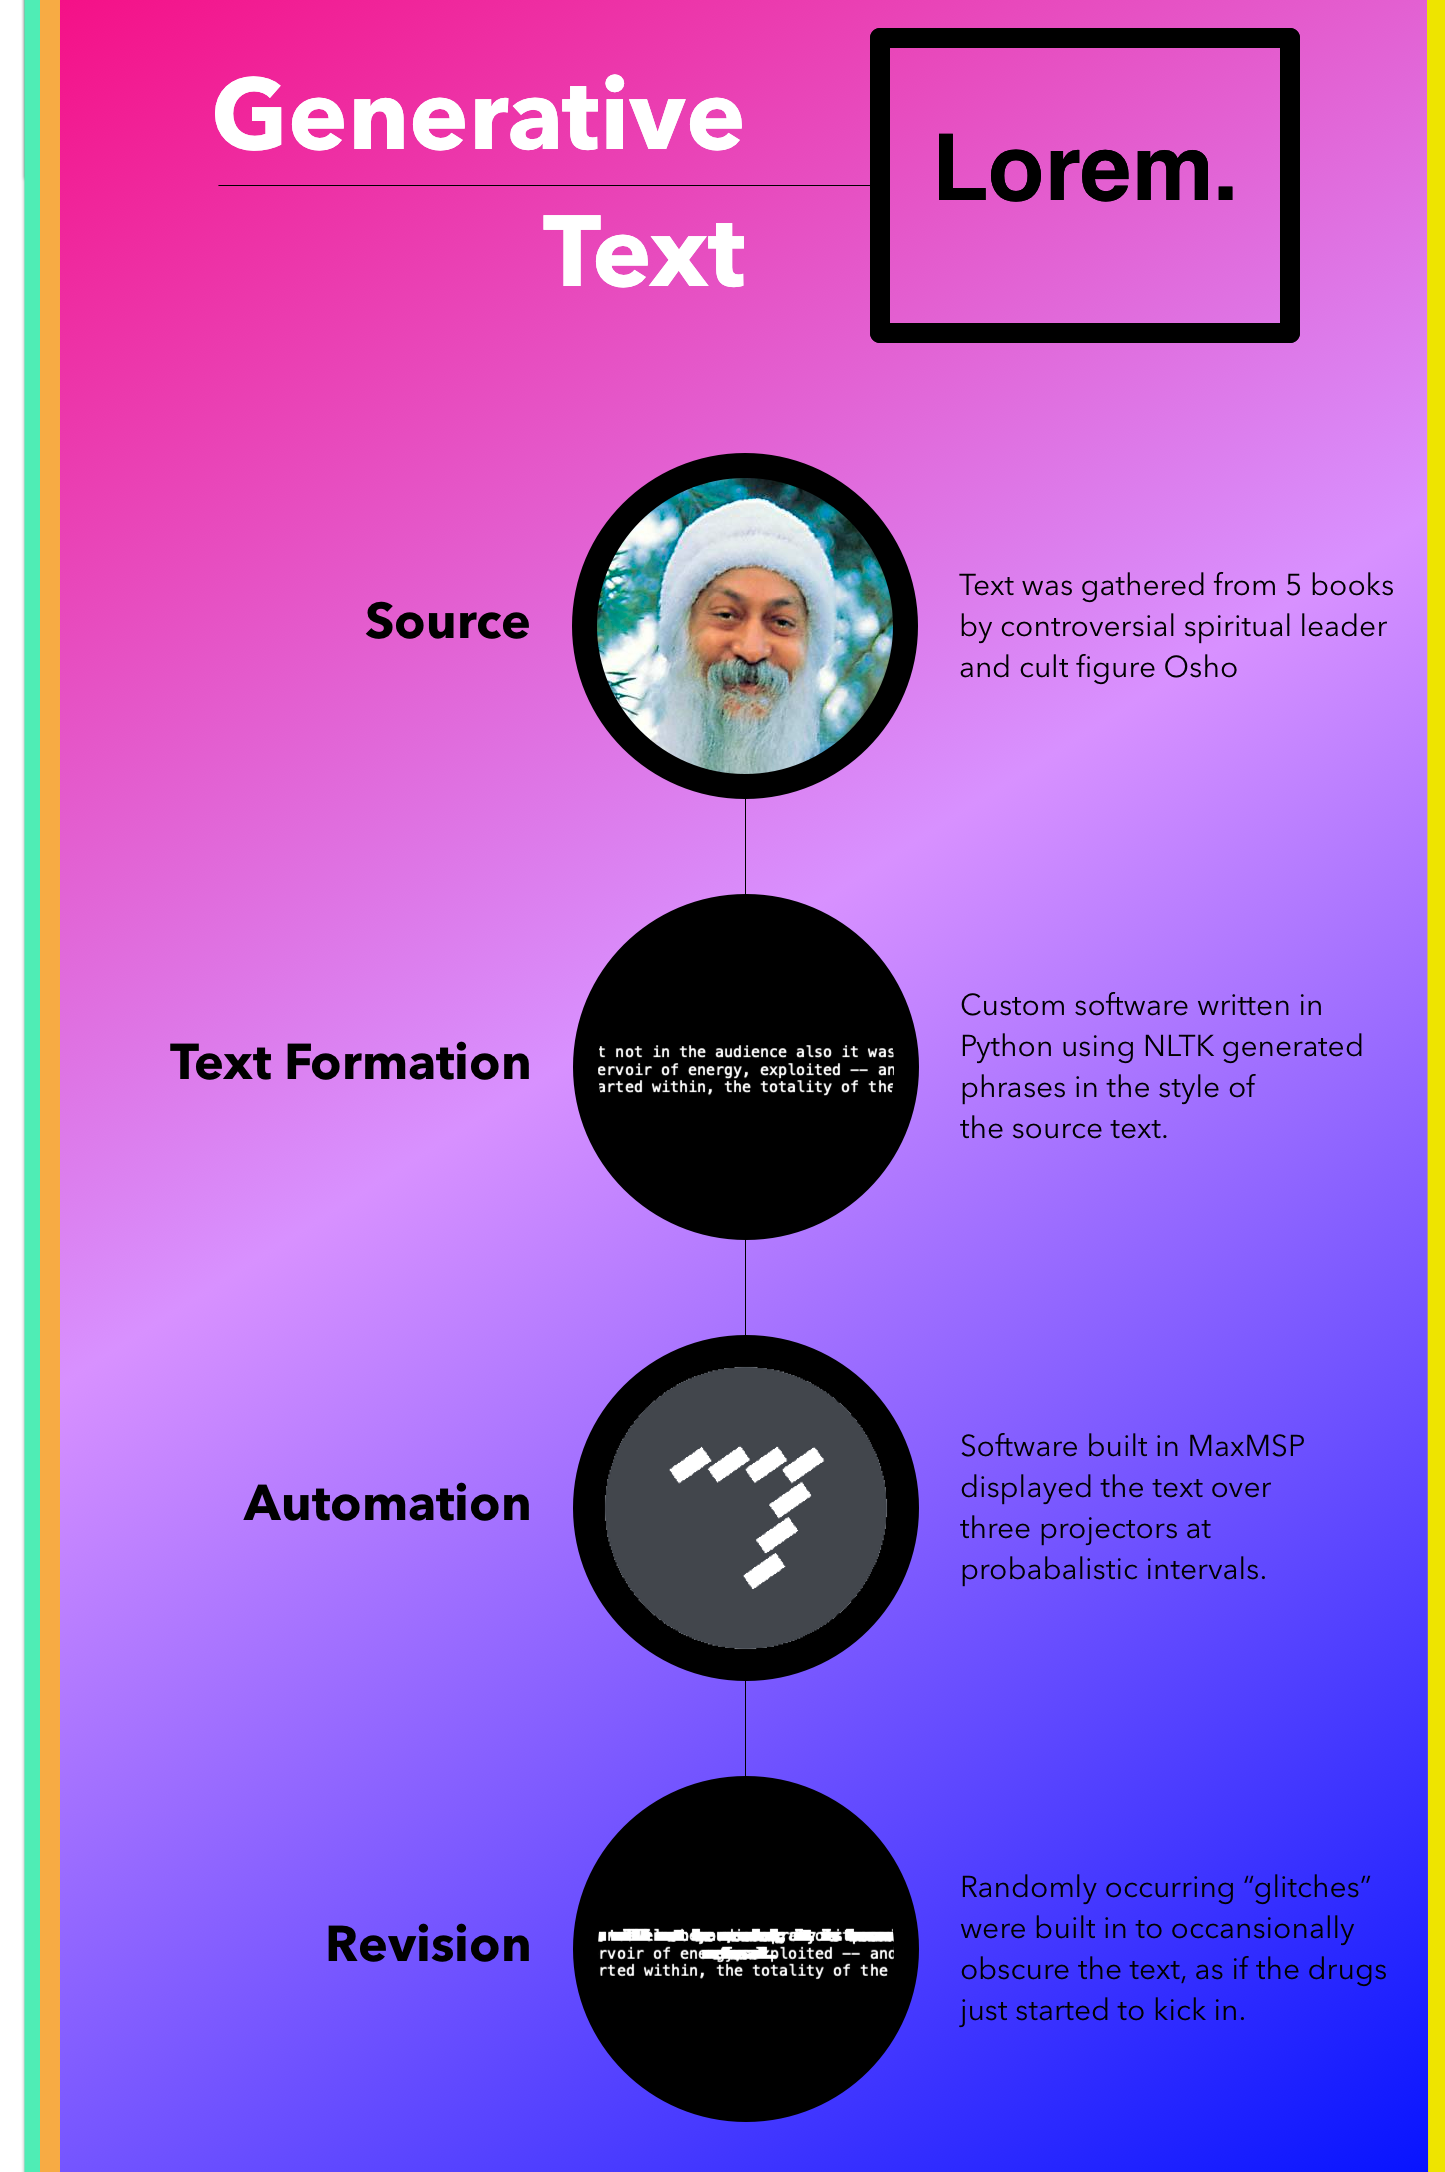 Generative
Text
Lorem.
Source
Text was gathered from 5 books
by controversial spiritual leader
and cult figure Osho
Text Formation
t not in the audience also it was
ervoir of energy, exploited –– an
arted within, the totality of the
Custom software written in
Python using NLTK generated
phrases in the style of
the source text.
Automation
Software built in MaxMSP
displayed the text over
three projectors at
probabalistic intervals.
Revision
rvoir of ploited –– and
rted within, the totality of the
Randomly occurring “glitches”
were built in to occansionally
obscure the text, as if the drugs
just started to kick in.